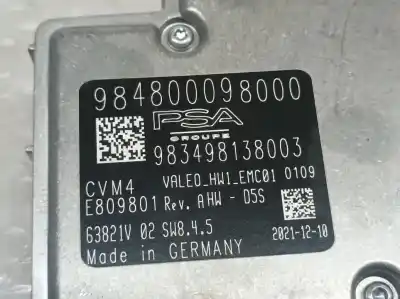 984800098000
PSA
GROUPE
983498138003
CVM4 VALEO_HW1_EMC01 0109
E809801 Rev. A HW - D5S
63821V 02 SW8.4.5
Made in GERMANY 2021-12-10